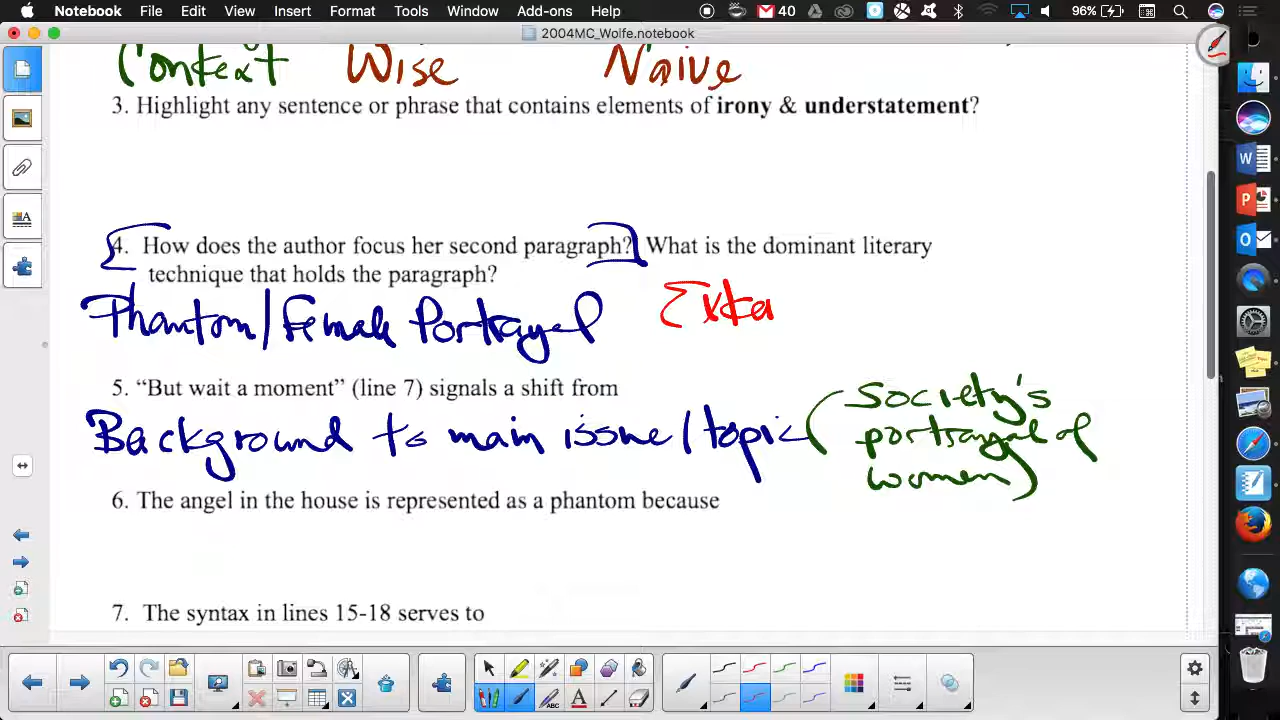 Notebook File Edit View Insert Format Tools Window Add-ons Help 40 96%
2004MC_Wolfe.notebook
Context Wise Naive
3. Highlight any sentence or phrase that contains elements of irony & understatement?
4. How does the author focus her second paragraph? What is the dominant literary
technique that holds the paragraph?
Phantom/Female Portrayal Exte
5. “But wait a moment” (line 7) signals a shift from
Background to main issue/topic (society's
portrayal of
women)
6. The angel in the house is represented as a phantom because
7. The syntax in lines 15-18 serves to